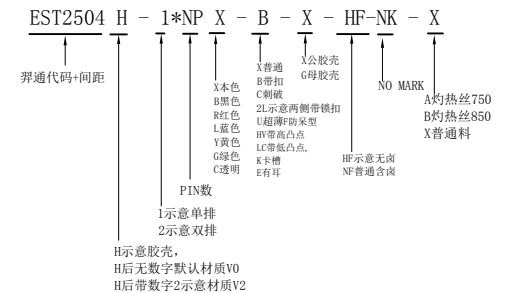 EST2504 H - 1*NP X - B - X - HF-NK - X
羿通代码+间距
X本色
B黑色
R红色
L蓝色
Y黄色
G绿色
C透明
X普通
B带扣
C刺破
2L示意两侧带锁扣
U超薄F防呆型
HV带高凸点
LC带低凸点.
K卡槽
E有耳
X公胶壳
G母胶壳
NO MARK
A灼热丝750
B灼热丝850
X普通料
HF示意无卤
NF普通含卤
PIN数
1示意单排
2示意双排
H示意胶壳，
H后无数字默认材质V0
H后带数字2示意材质V2